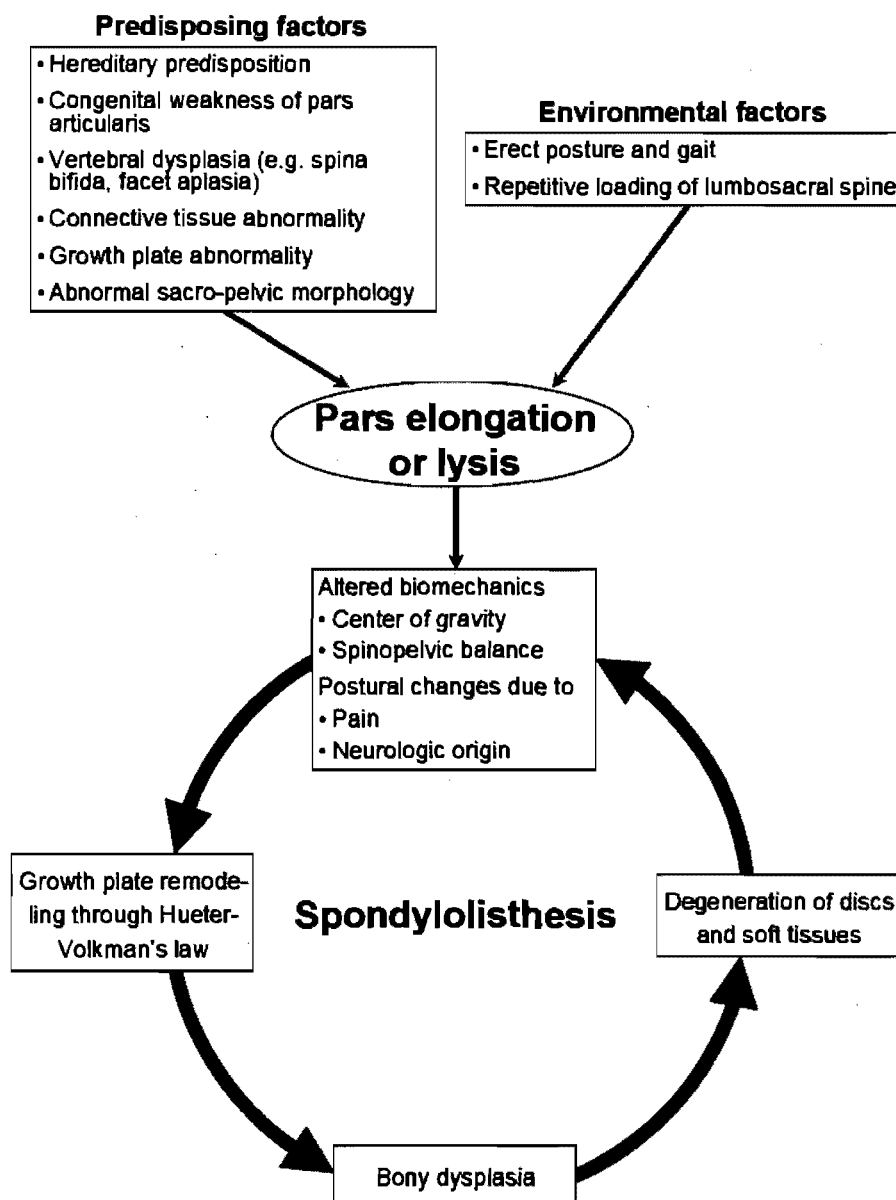 Predisposing factors
• Hereditary predisposition
• Congenital weakness of pars
articularis
• Vertebral dysplasia (e.g. spina
bifida, facet aplasia)
• Connective tissue abnormality
• Growth plate abnormality
• Abnormal sacro-pelvic morphology
Environmental factors
• Erect posture and gait
• Repetitive loading of lumbosacral spine
Pars elongation
or lysis
Altered biomechanics
• Center of gravity
• Spinopelvic balance
Postural changes due to
• Pain
• Neurologic origin
Growth plate remode-
ling through Hueter-
Volkman's law
Spondylolisthesis
Degeneration of discs
and soft tissues
Bony dysplasia